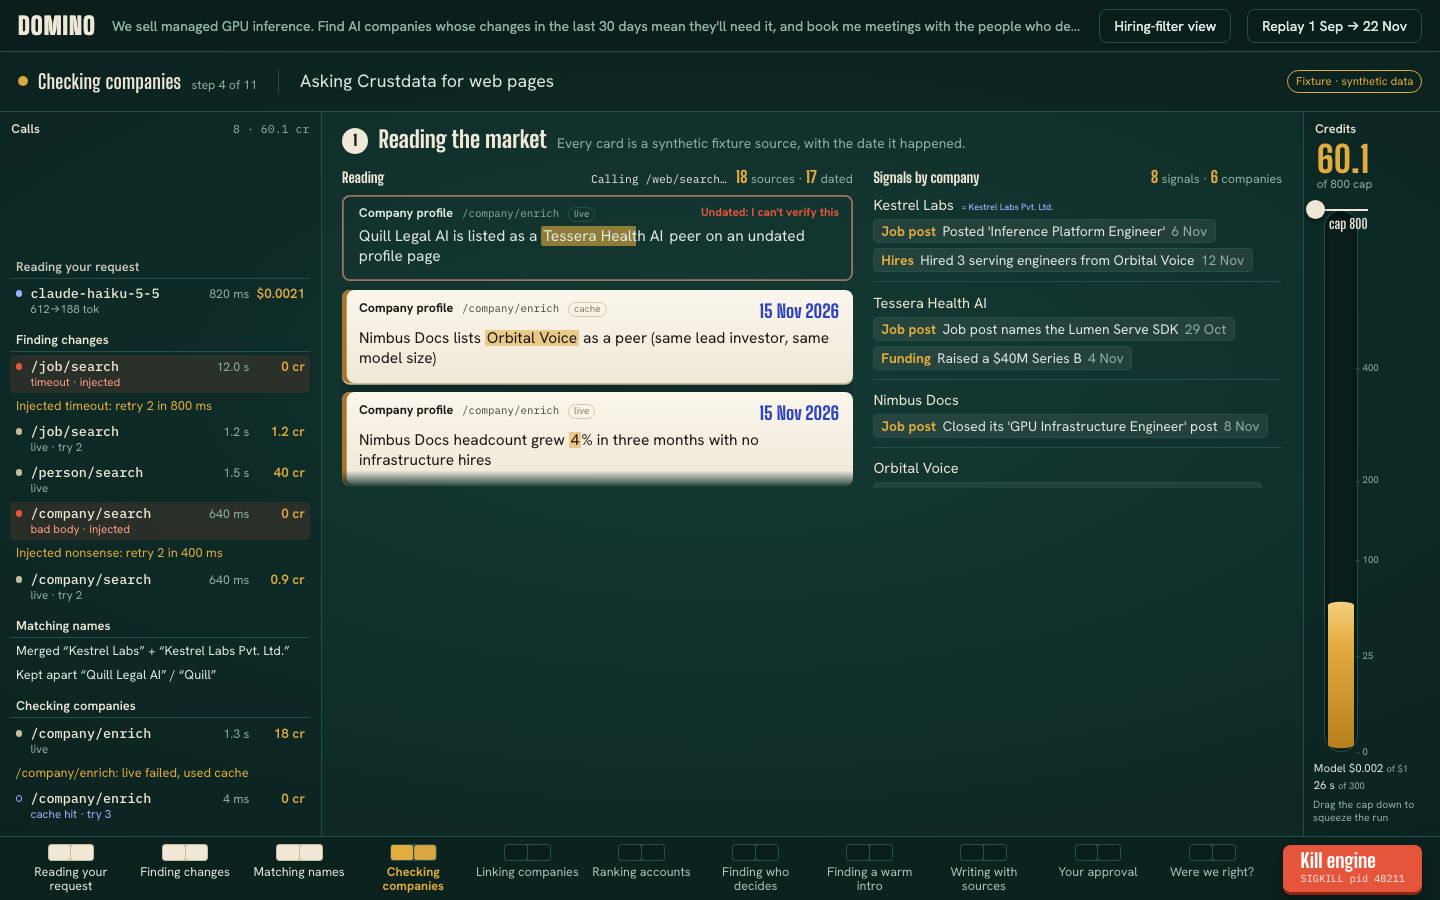 DOMINO
We sell managed GPU inference. Find AI companies whose changes in the last 30 days mean they'll need it, and book me meetings with the people who de...
Hiring-filter view
Replay 1 Sep → 22 Nov
Checking companies
step 4 of 11
Asking Crustdata for web pages
Fixture · synthetic data
Calls
8 · 60.1 cr
Reading your request
claude-haiku-5-5 820 ms $0.0021
612→188 tok
Finding changes
/job/search 12.0 s 0 cr
timeout · injected
Injected timeout: retry 2 in 800 ms
/job/search 1.2 s 1.2 cr
live · try 2
/person/search 1.5 s 40 cr
live
/company/search 640 ms 0 cr
bad body · injected
Injected nonsense: retry 2 in 400 ms
/company/search 640 ms 0.9 cr
live · try 2
Matching names
Merged “Kestrel Labs” + “Kestrel Labs Pvt. Ltd.”
Kept apart “Quill Legal AI” / “Quill”
Checking companies
/company/enrich 1.3 s 18 cr
live
/company/enrich: live failed, used cache
/company/enrich 4 ms 0 cr
cache hit · try 3
1 Reading the market Every card is a synthetic fixture source, with the date it happened.
Reading Calling /web/search… 18 sources · 17 dated
Company profile /company/enrich live Undated: I can't verify this
Quill Legal AI is listed as a Tessera Health AI peer on an undated
profile page
Company profile /company/enrich cache 15 Nov 2026
Nimbus Docs lists Orbital Voice as a peer (same lead investor, same
model size)
Company profile /company/enrich live 15 Nov 2026
Nimbus Docs headcount grew 4% in three months with no
infrastructure hires
Signals by company 8 signals · 6 companies
Kestrel Labs = Kestrel Labs Pvt. Ltd.
Job post Posted 'Inference Platform Engineer' 6 Nov
Hires Hired 3 serving engineers from Orbital Voice 12 Nov
Tessera Health AI
Job post Job post names the Lumen Serve SDK 29 Oct
Funding Raised a $40M Series B 4 Nov
Nimbus Docs
Job post Closed its 'GPU Infrastructure Engineer' post 8 Nov
Orbital Voice
Credits
60.1
of 800 cap
cap 800
400
200
100
25
0
Model $0.002 of $1
26 s of 300
Drag the cap down to
squeeze the run
Reading your
request
Finding changes
Matching names
Checking
companies
Linking companies
Ranking accounts
Finding who
decides
Finding a warm
intro
Writing with
sources
Your approval
Were we right?
Kill engine
SIGKILL pid 48211